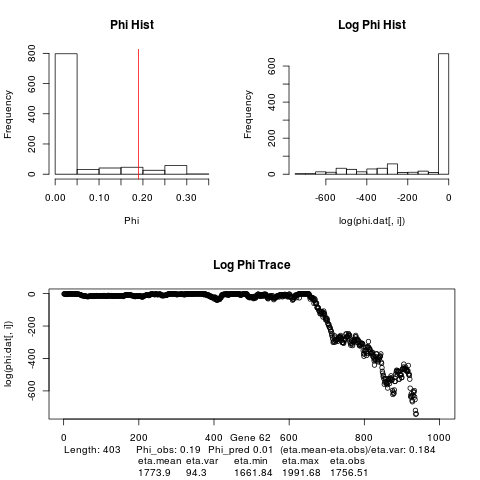 Phi Hist
Log Phi Hist
Frequency
0 200 400 600 800
0.00 0.10 0.20 0.30
Phi
Frequency
0 200 400 600
-600 -400 -200 0
log(phi.dat[, i])
Log Phi Trace
log(phi.dat[, i])
-600 -400 -200 0
0 200 400 600 800 1000
Gene 62
Length: 403 Phi_obs: 0.19 Phi_pred 0.01 (eta.mean-eta.obs)/eta.var: 0.184
eta.mean eta.var eta.min eta.max eta.obs
1773.9 94.3 1661.84 1991.68 1756.51